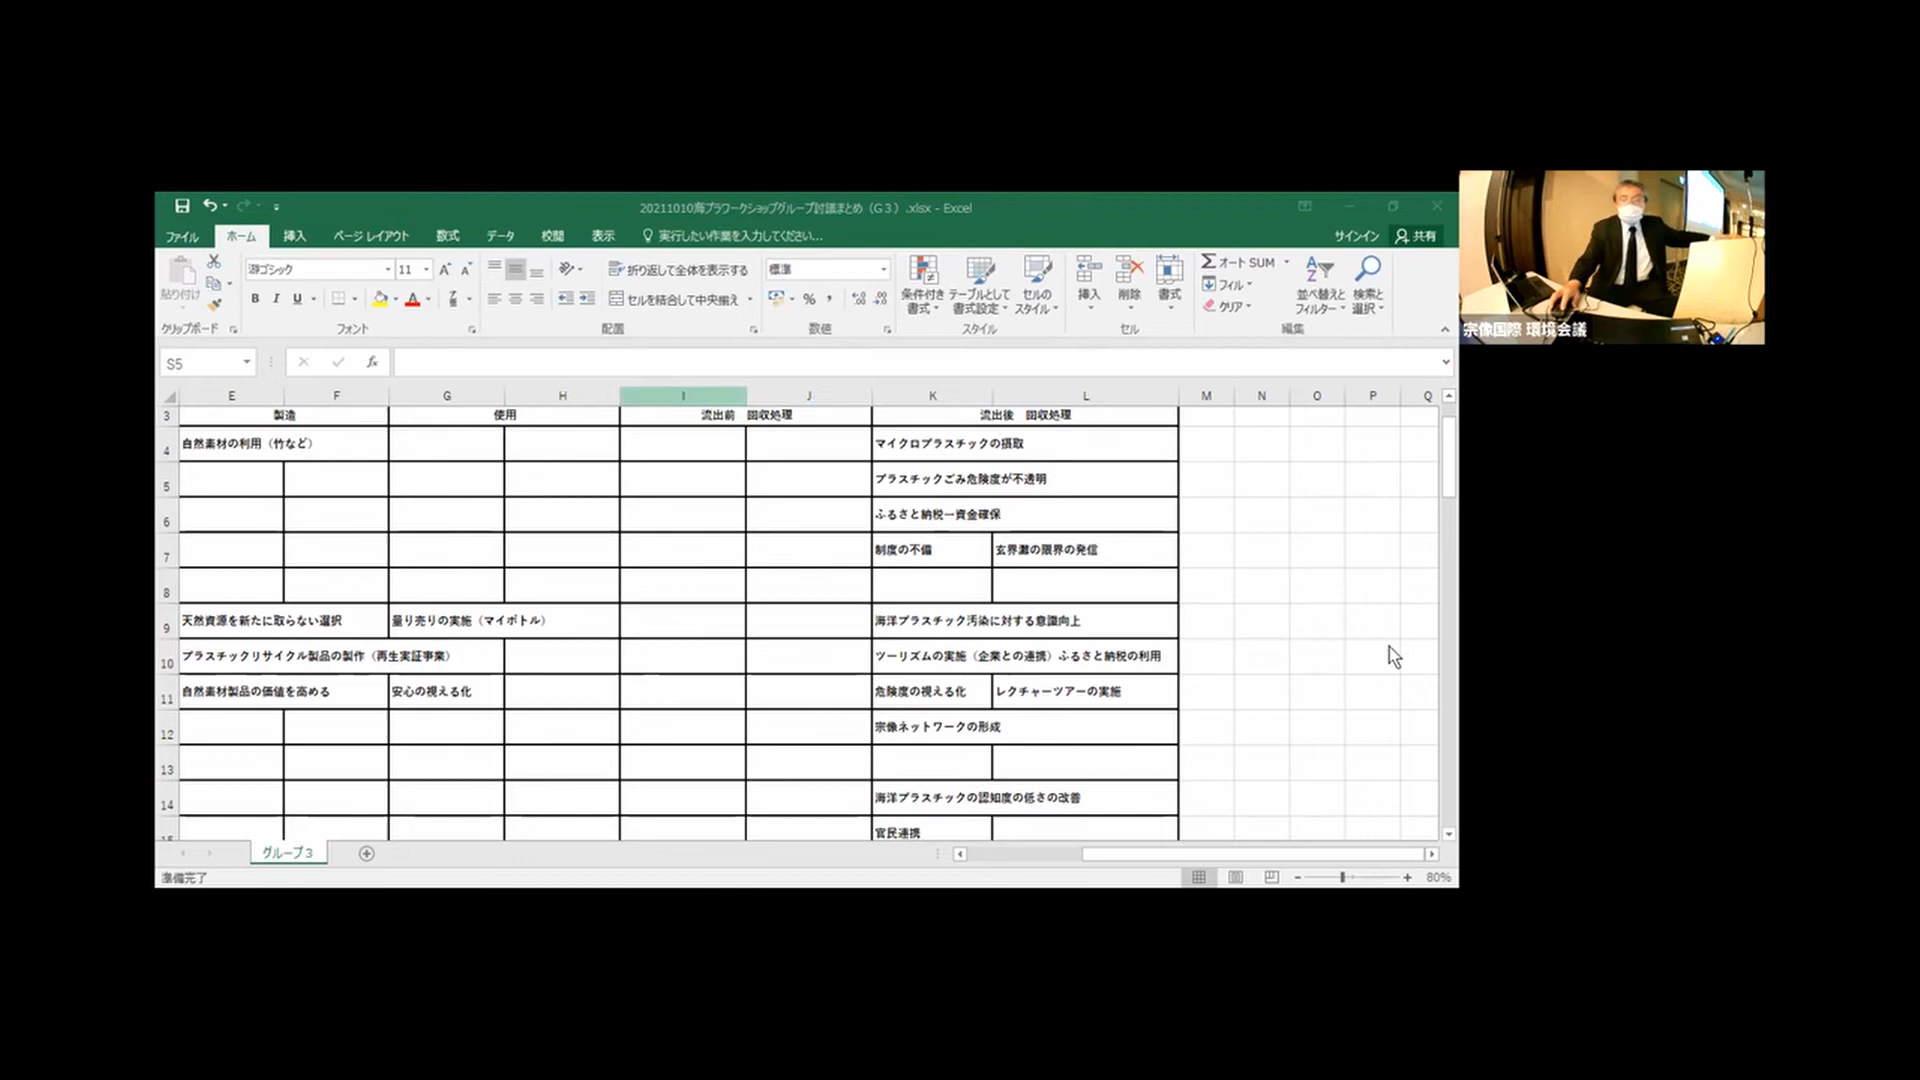 20211010海プラワークショップグループ討議まとめ（G３）.xlsx - Excel
ファイル ホーム 挿入 ページ レイアウト 数式 データ 校閲 表示 実行したい作業を入力してください... サインイン 共有
貼り付け
游ゴシック 11
B I U
折り返して全体を表示する
セルを結合して中央揃え
標準
% ,
条件付き書式
テーブルとして書式設定
セルのスタイル
挿入 削除 書式
Σ オート SUM
フィル
クリア
並べ替えとフィルター
検索と選択
クリップボード フォント 配置 数値 スタイル セル 編集
宗像国際 環境会議
S5 fx
E F G H I J K L M N O P Q
3 製造 使用 流出前 回収処理 流出後 回収処理
4 自然素材の利用（竹など） マイクロプラスチックの摂取
5 プラスチックごみ危険度が不透明
6 ふるさと納税ー資金確保
7 制度の不備 玄界灘の限界の発信
8
9 天然資源を新たに取らない選択 量り売りの実施（マイボトル） 海洋プラスチック汚染に対する意識向上
10 プラスチックリサイクル製品の製作（再生実証事業） ツーリズムの実施（企業との連携）ふるさと納税の利用
11 自然素材製品の価値を高める 安心の視える化 危険度の視える化 レクチャーツアーの実施
12 宗像ネットワークの形成
13
14 海洋プラスチックの認知度の低さの改善
15 官民連携
グループ３
準備完了 80%